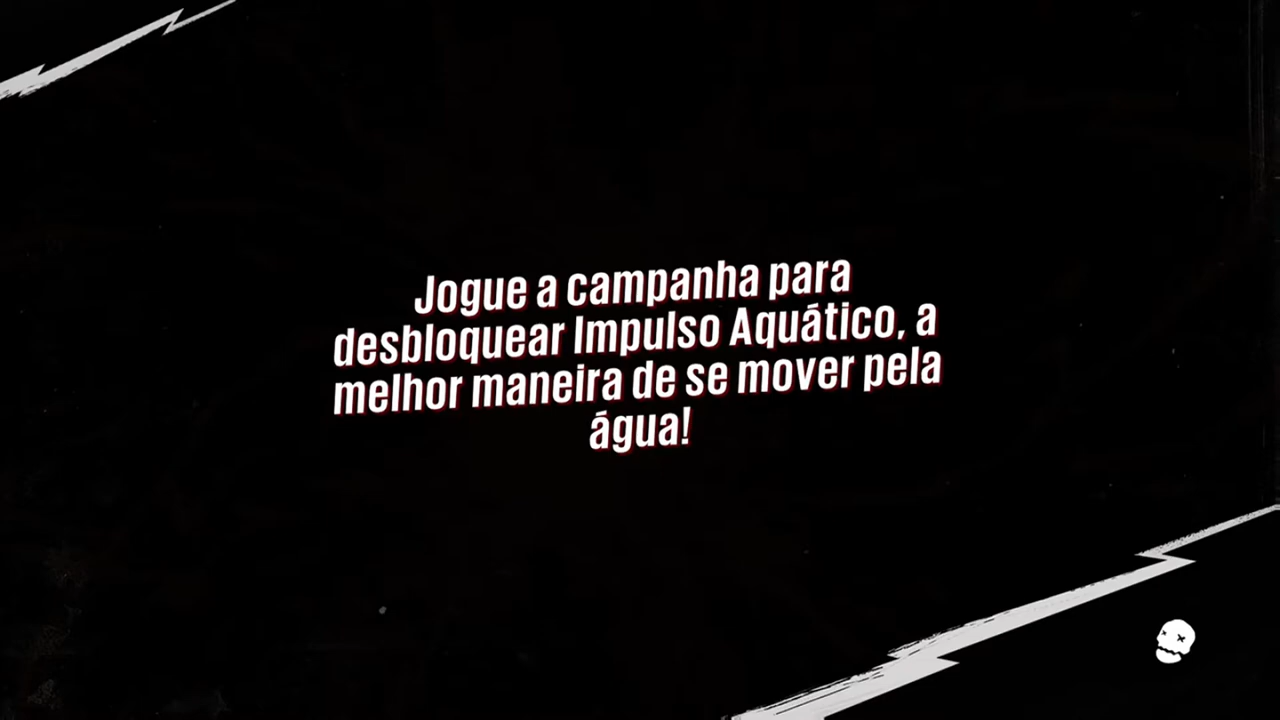 Jogue a campanha para
desbloquear Impulso Aquático, a
melhor maneira de se mover pela
água!